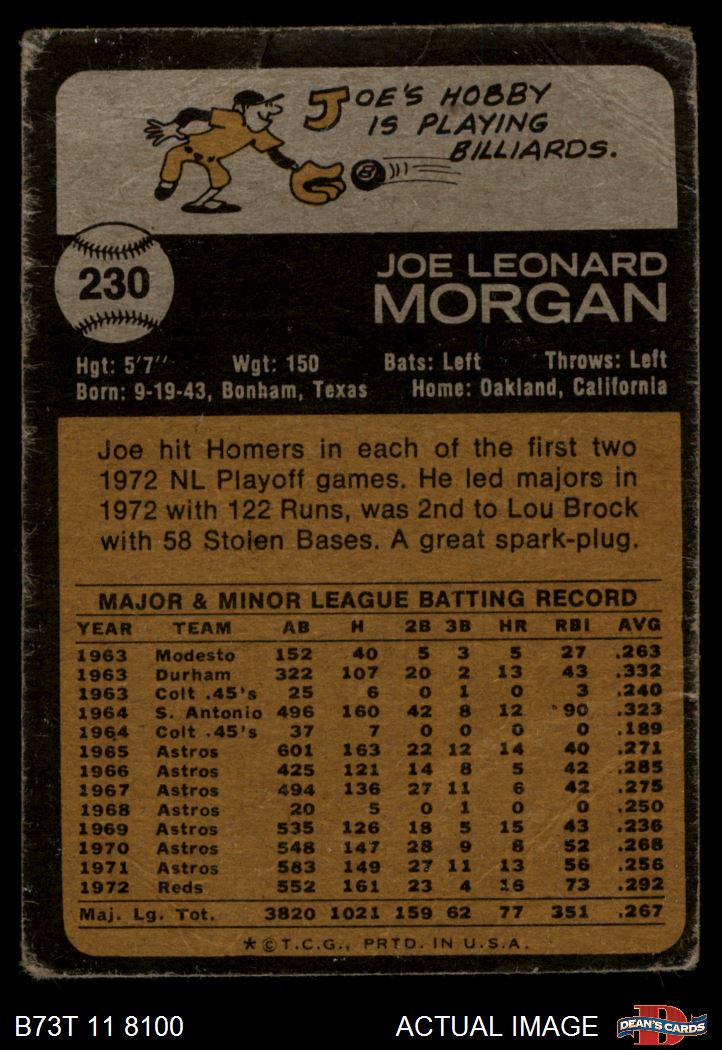 JOE'S HOBBY
IS PLAYING
BILLIARDS.
8
230
JOE LEONARD
MORGAN
Hgt: 5'7" Wgt: 150 Bats: Left Throws: Left
Born: 9-19-43, Bonham, Texas Home: Oakland, California
Joe hit Homers in each of the first two
1972 NL Playoff games. He led majors in
1972 with 122 Runs, was 2nd to Lou Brock
with 58 Stolen Bases. A great spark-plug.
MAJOR & MINOR LEAGUE BATTING RECORD
YEAR TEAM AB H 2B 3B HR RBI AVG
1963 Modesto 152 40 5 3 5 27 .263
1963 Durham 322 107 20 2 13 43 .332
1963 Colt .45's 25 6 0 1 0 3 .240
1964 S. Antonio 496 160 42 8 12 90 .323
1964 Colt .45's 37 7 0 0 0 0 .189
1965 Astros 601 163 22 12 14 40 .271
1966 Astros 425 121 14 8 5 42 .285
1967 Astros 494 136 27 11 6 42 .275
1968 Astros 20 5 0 1 0 0 .250
1969 Astros 535 126 18 5 15 43 .236
1970 Astros 548 147 28 9 8 52 .268
1971 Astros 583 149 27 11 13 56 .256
1972 Reds 552 161 23 4 16 73 .292
Maj. Lg. Tot. 3820 1021 159 62 77 351 .267
*©T.C.G., PRTD. IN U.S.A.
B73T 11 8100 ACTUAL IMAGE D DEAN'S CARDS